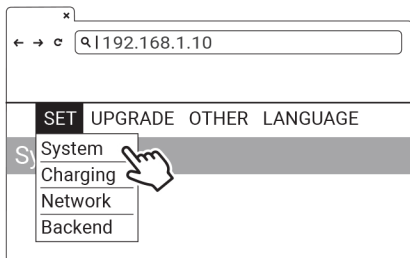 192.168.1.10
SET UPGRADE OTHER LANGUAGE
System
Charging
Network
Backend